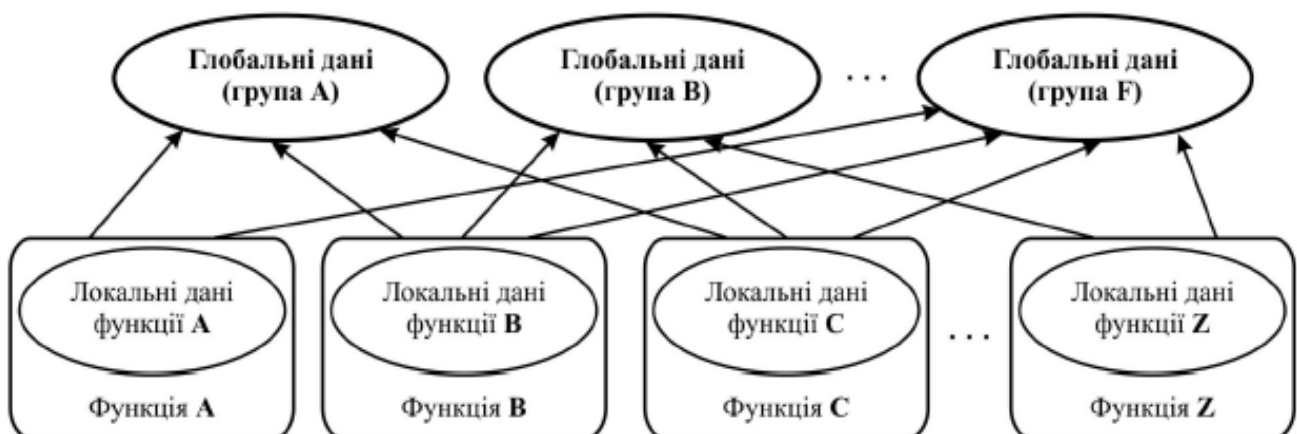 Глобальні дані
(група A)
Глобальні дані
(група B)
. . .
Глобальні дані
(група F)
Локальні дані
функції A
Функція A
Локальні дані
функції B
Функція B
Локальні дані
функції C
Функція C
. . .
Локальні дані
функції Z
Функція Z